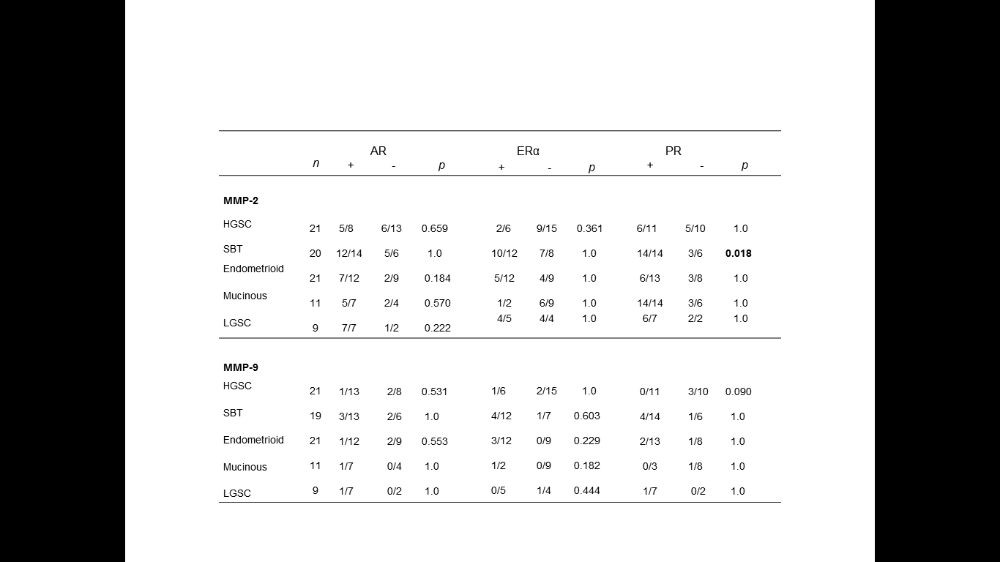 AR ERα PR
n + - p + - p + - p
MMP-2
HGSC 21 5/8 6/13 0.659 2/6 9/15 0.361 6/11 5/10 1.0
SBT 20 12/14 5/6 1.0 10/12 7/8 1.0 14/14 3/6 0.018
Endometrioid 21 7/12 2/9 0.184 5/12 4/9 1.0 6/13 3/8 1.0
Mucinous 11 5/7 2/4 0.570 1/2 6/9 1.0 14/14 3/6 1.0
LGSC 9 7/7 1/2 0.222 4/5 4/4 1.0 6/7 2/2 1.0
MMP-9
HGSC 21 1/13 2/8 0.531 1/6 2/15 1.0 0/11 3/10 0.090
SBT 19 3/13 2/6 1.0 4/12 1/7 0.603 4/14 1/6 1.0
Endometrioid 21 1/12 2/9 0.553 3/12 0/9 0.229 2/13 1/8 1.0
Mucinous 11 1/7 0/4 1.0 1/2 0/9 0.182 0/3 1/8 1.0
LGSC 9 1/7 0/2 1.0 0/5 1/4 0.444 1/7 0/2 1.0